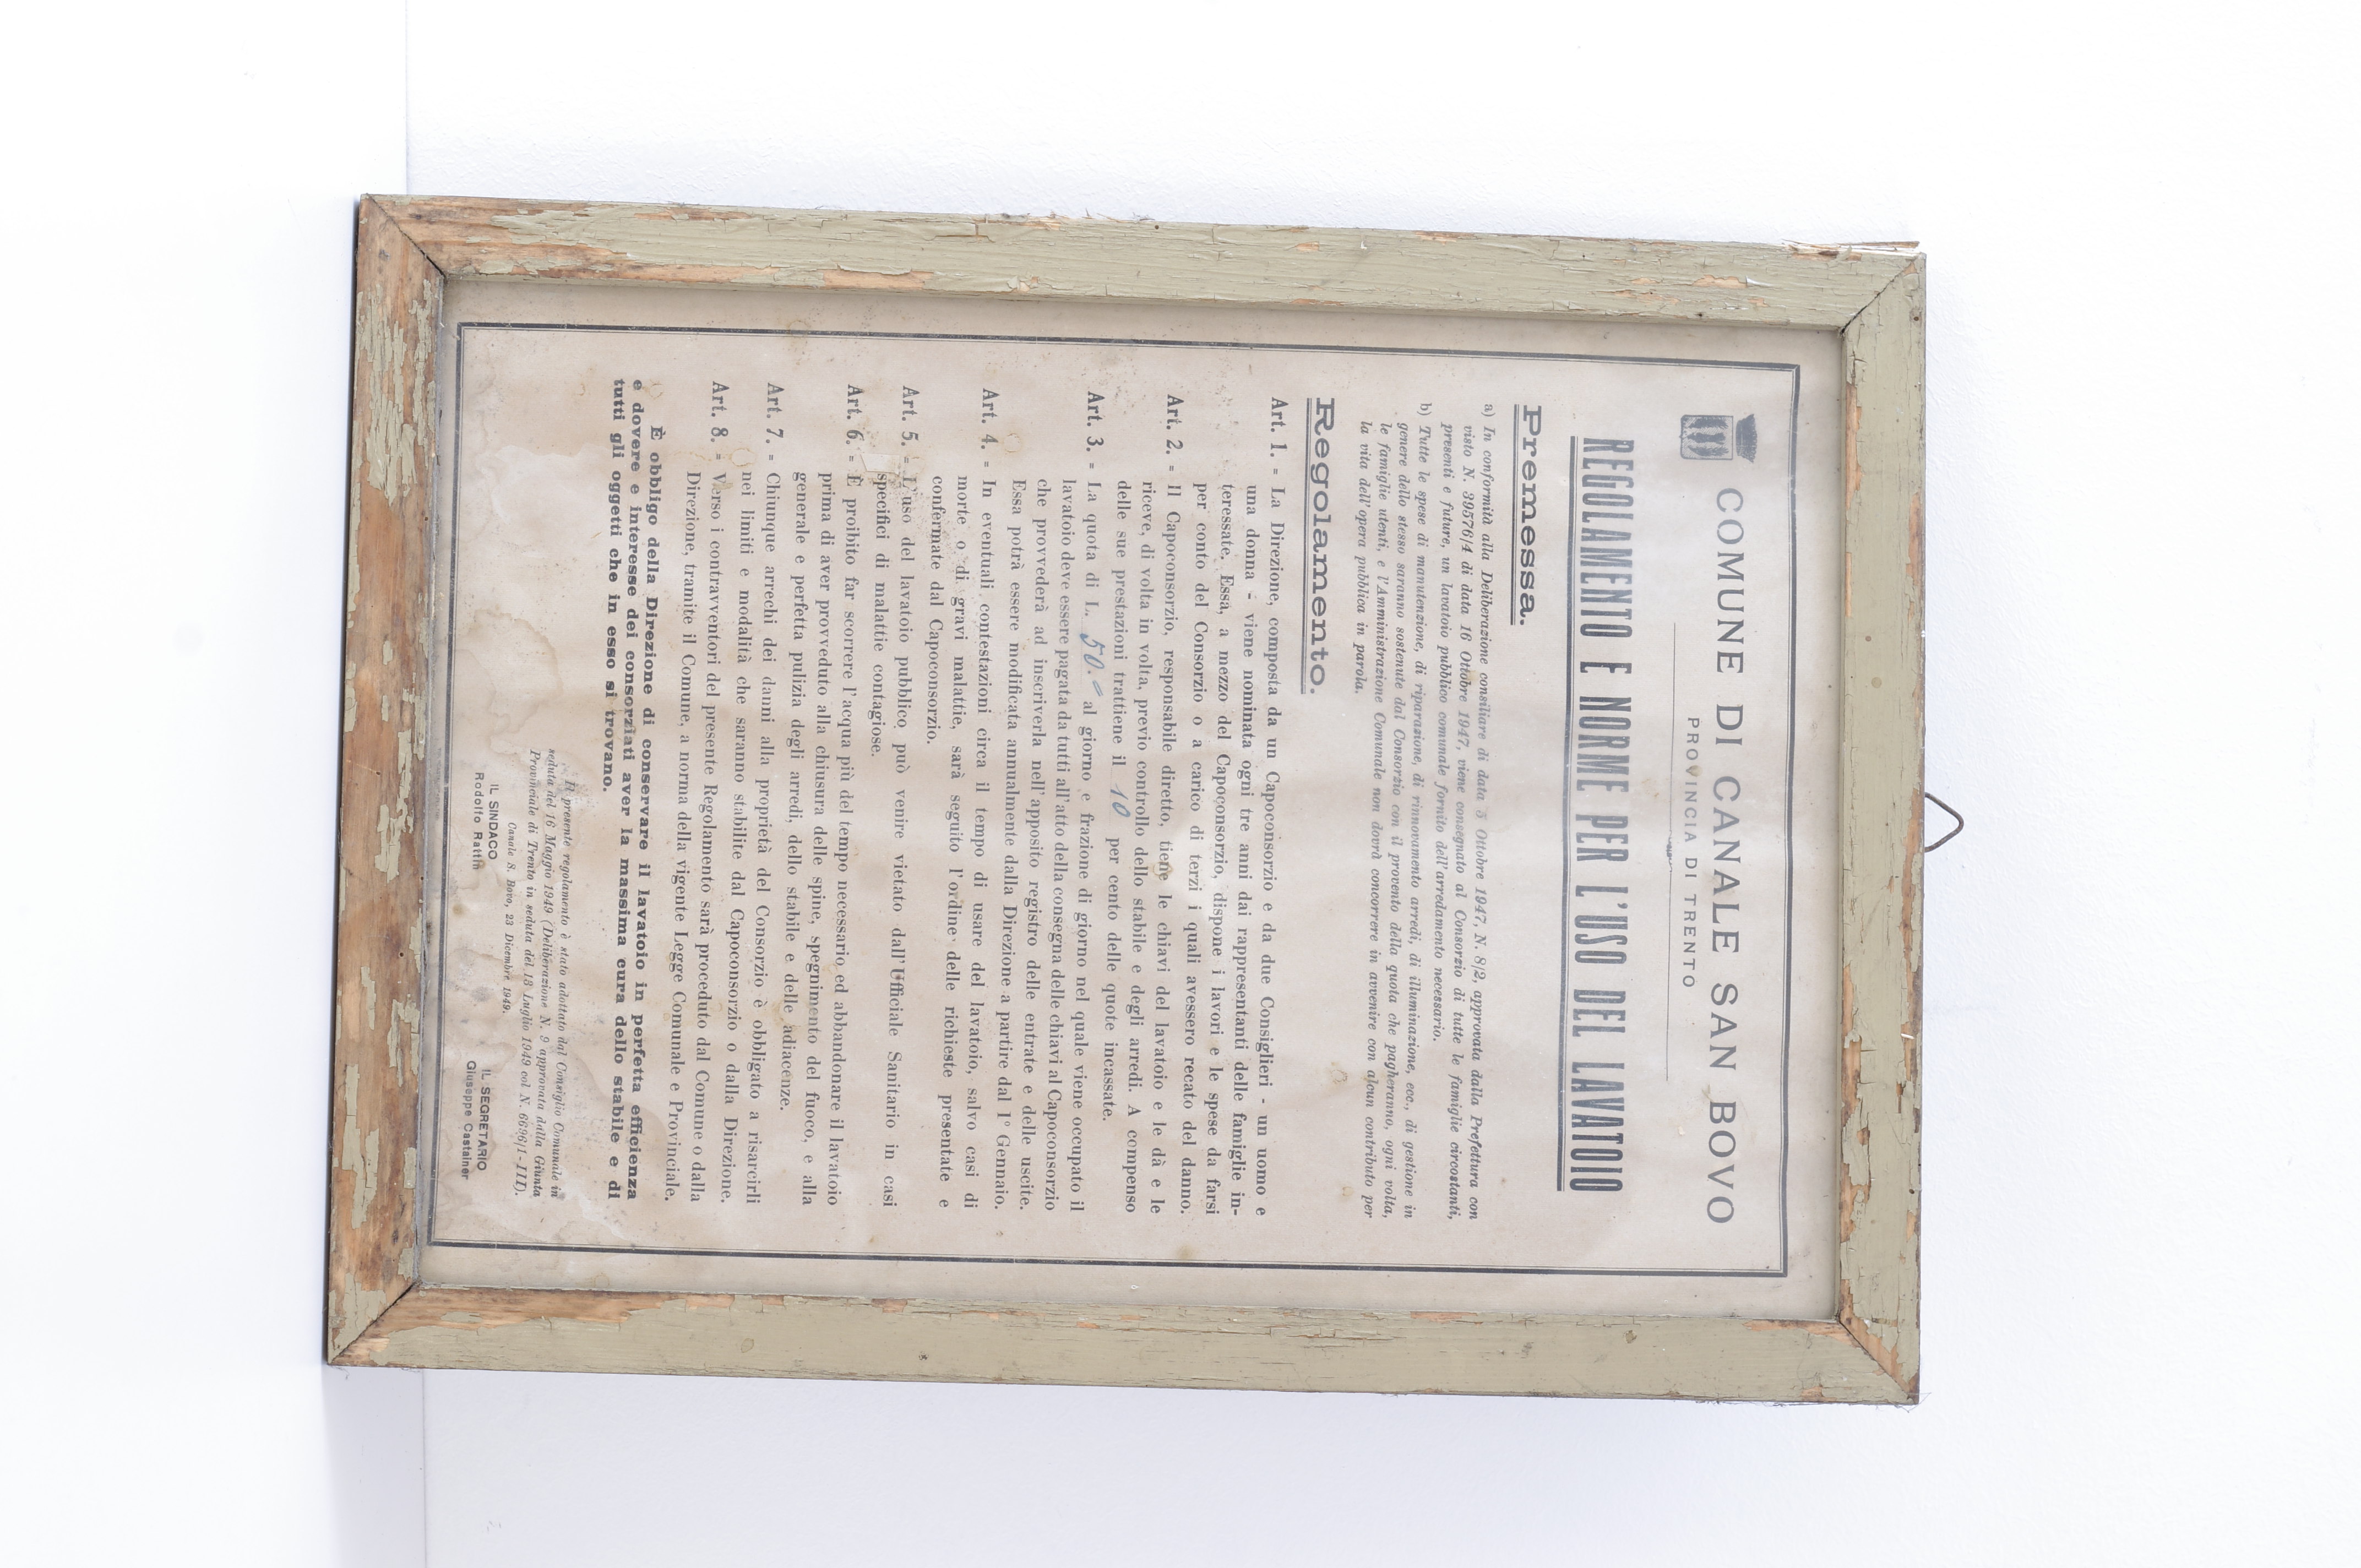 COMUNE DI CANALE SAN BOVO
PROVINCIA DI TRENTO
REGOLAMENTO E NORME PER L'USO DEL LAVATOIO
Premessa.
a) In conformità alla Deliberazione consiliare di data 5 Ottobre 1947, N. 8/2, approvata dalla Prefettura con
visto N. 39576/4 di data 16 Ottobre 1947, viene consegnato al Consorzio di tutte le famiglie circostanti,
presenti e future, un lavatoio pubblico comunale fornito dell'arredamento necessario.
b) Tutte le spese di manutenzione, di riparazione, di rinnovamento arredi, di illuminazione, ecc., di gestione in
genere dello stesso saranno sostenute dal Consorzio con il provento della quota che pagheranno, ogni volta,
le famiglie utenti, e l'Amministrazione Comunale non dovrà concorrere in avvenire con alcun contributo per
la vita dell'opera pubblica in parola.
Regolamento.
Art. 1. = La Direzione, composta da un Capoconsorzio e da due Consiglieri - un uomo e
una donna - viene nominata ogni tre anni dai rappresentanti delle famiglie in-
teressate. Essa, a mezzo del Capoconsorzio, dispone i lavori e le spese da farsi
per conto del Consorzio o a carico di terzi i quali avessero recato del danno.
Art. 2. = Il Capoconsorzio, responsabile diretto, tiene le chiavi del lavatoio e le dà e le
riceve, di volta in volta, previo controllo dello stabile e degli arredi. A compenso
delle sue prestazioni trattiene il 10 per cento delle quote incassate.
Art. 3. = La quota di L. 50.= al giorno e frazione di giorno nel quale viene occupato il
lavatoio deve essere pagata da tutti all'atto della consegna delle chiavi al Capoconsorzio
che provvederà ad inscriverla nell'apposito registro delle entrate e delle uscite.
Essa potrà essere modificata annualmente dalla Direzione a partire dal 1° Gennaio.
Art. 4. = In eventuali contestazioni circa il tempo di usare del lavatoio, salvo casi di
morte o di gravi malattie, sarà seguito l'ordine delle richieste presentate e
confermate dal Capoconsorzio.
Art. 5. = L'uso del lavatoio pubblico può venire vietato dall'Ufficiale Sanitario in casi
specifici di malattie contagiose.
Art. 6. = È proibito far scorrere l'acqua più del tempo necessario ed abbandonare il lavatoio
prima di aver provveduto alla chiusura delle spine, spegnimento del fuoco, e alla
generale e perfetta pulizia degli arredi, dello stabile e delle adiacenze.
Art. 7. = Chiunque arrechi dei danni alla proprietà del Consorzio è obbligato a risarcirli
nei limiti e modalità che saranno stabilite dal Capoconsorzio o dalla Direzione.
Art. 8. = Verso i contravventori del presente Regolamento sarà proceduto dal Comune o dalla
Direzione, tramite il Comune, a norma della vigente Legge Comunale e Provinciale.
È obbligo della Direzione di conservare il lavatoio in perfetta efficienza
e dovere e interesse dei consorziati aver la massima cura dello stabile e di
tutti gli oggetti che in esso si trovano.
Il presente regolamento è stato adottato dal Consiglio Comunale in
seduta del 16 Maggio 1949 (Deliberazione N. 9 approvata dalla Giunta
Provinciale di Trento in seduta del 18 Luglio 1949 col N. 6696/1-III).
Canale S. Bovo, 23 Dicembre 1949.
IL SINDACO IL SEGRETARIO
Rodolfo Rattin Giuseppe Castainer